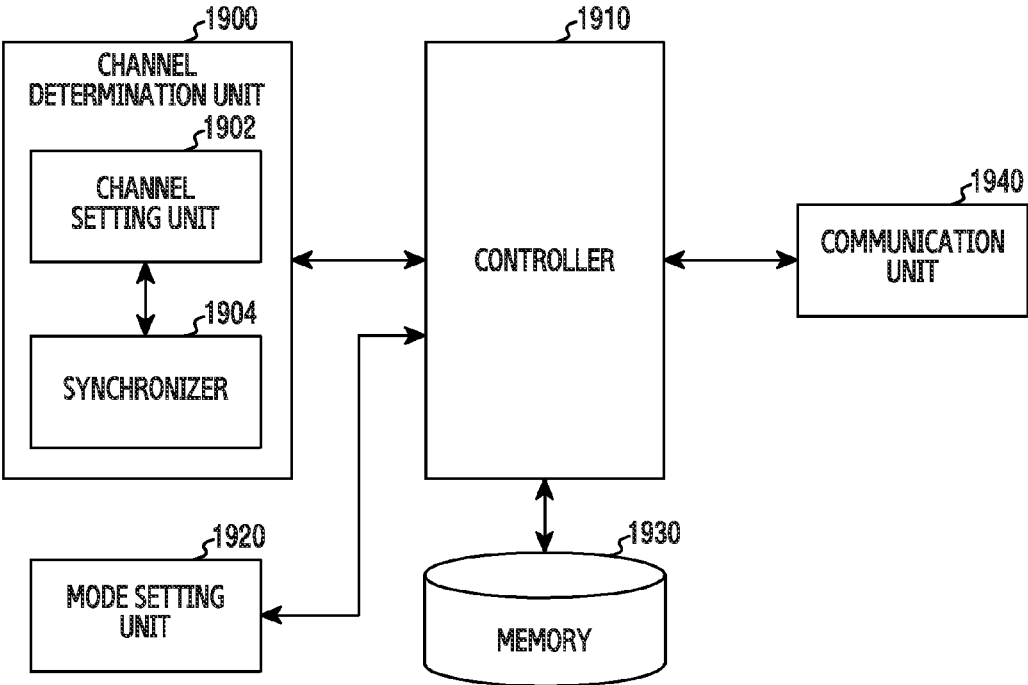 1900
CHANNEL
DETERMINATION UNIT
1902
CHANNEL
SETTING UNIT
1904
SYNCHRONIZER
1910
CONTROLLER
1940
COMMUNICATION
UNIT
1920
MODE SETTING
UNIT
1930
MEMORY